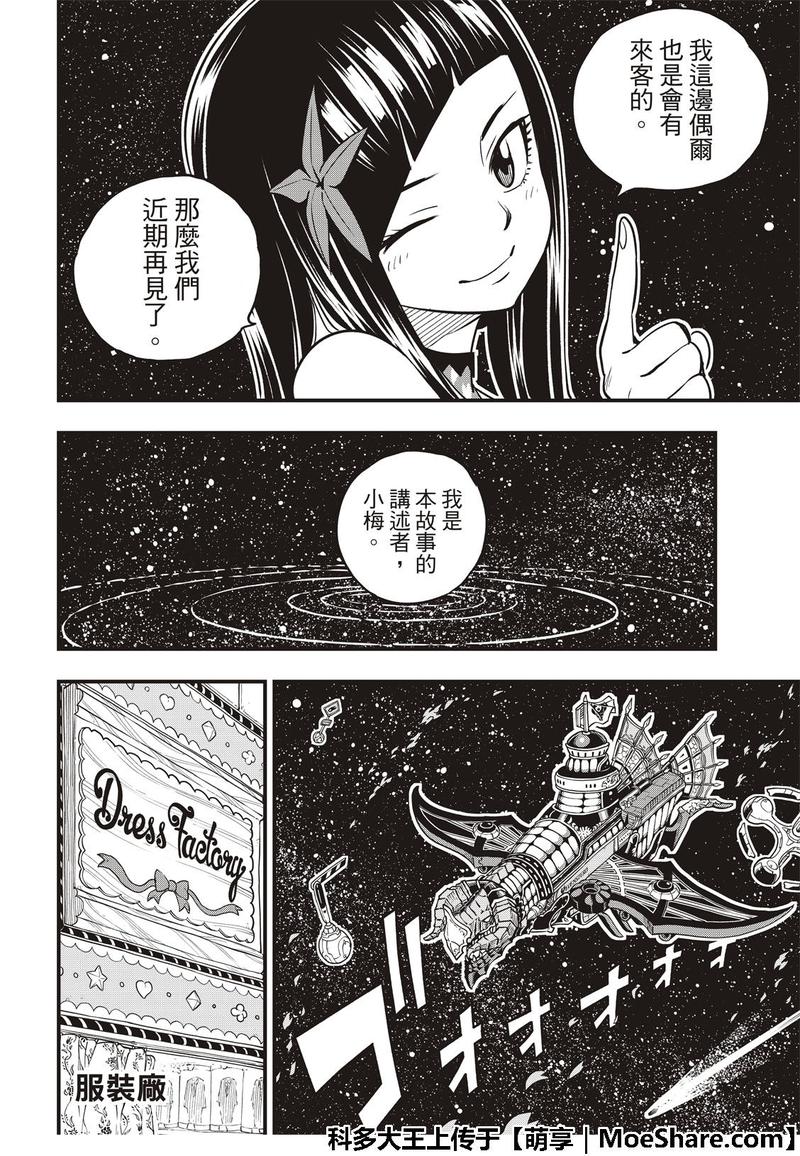 我這邊偶爾
也是會有
來客的。
那麼我們
近期再見了。
我是
本故事的
講述者，
小梅。
ゴオオオオオ
Dress Factory
服裝廠
科多大王上传于【萌享｜MoeShare.com】